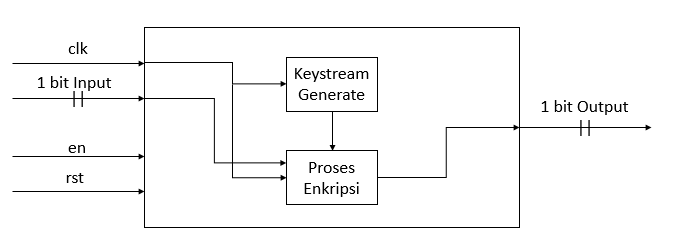 clk
1 bit Input
en
rst
Keystream
Generate
Proses
Enkripsi
1 bit Output